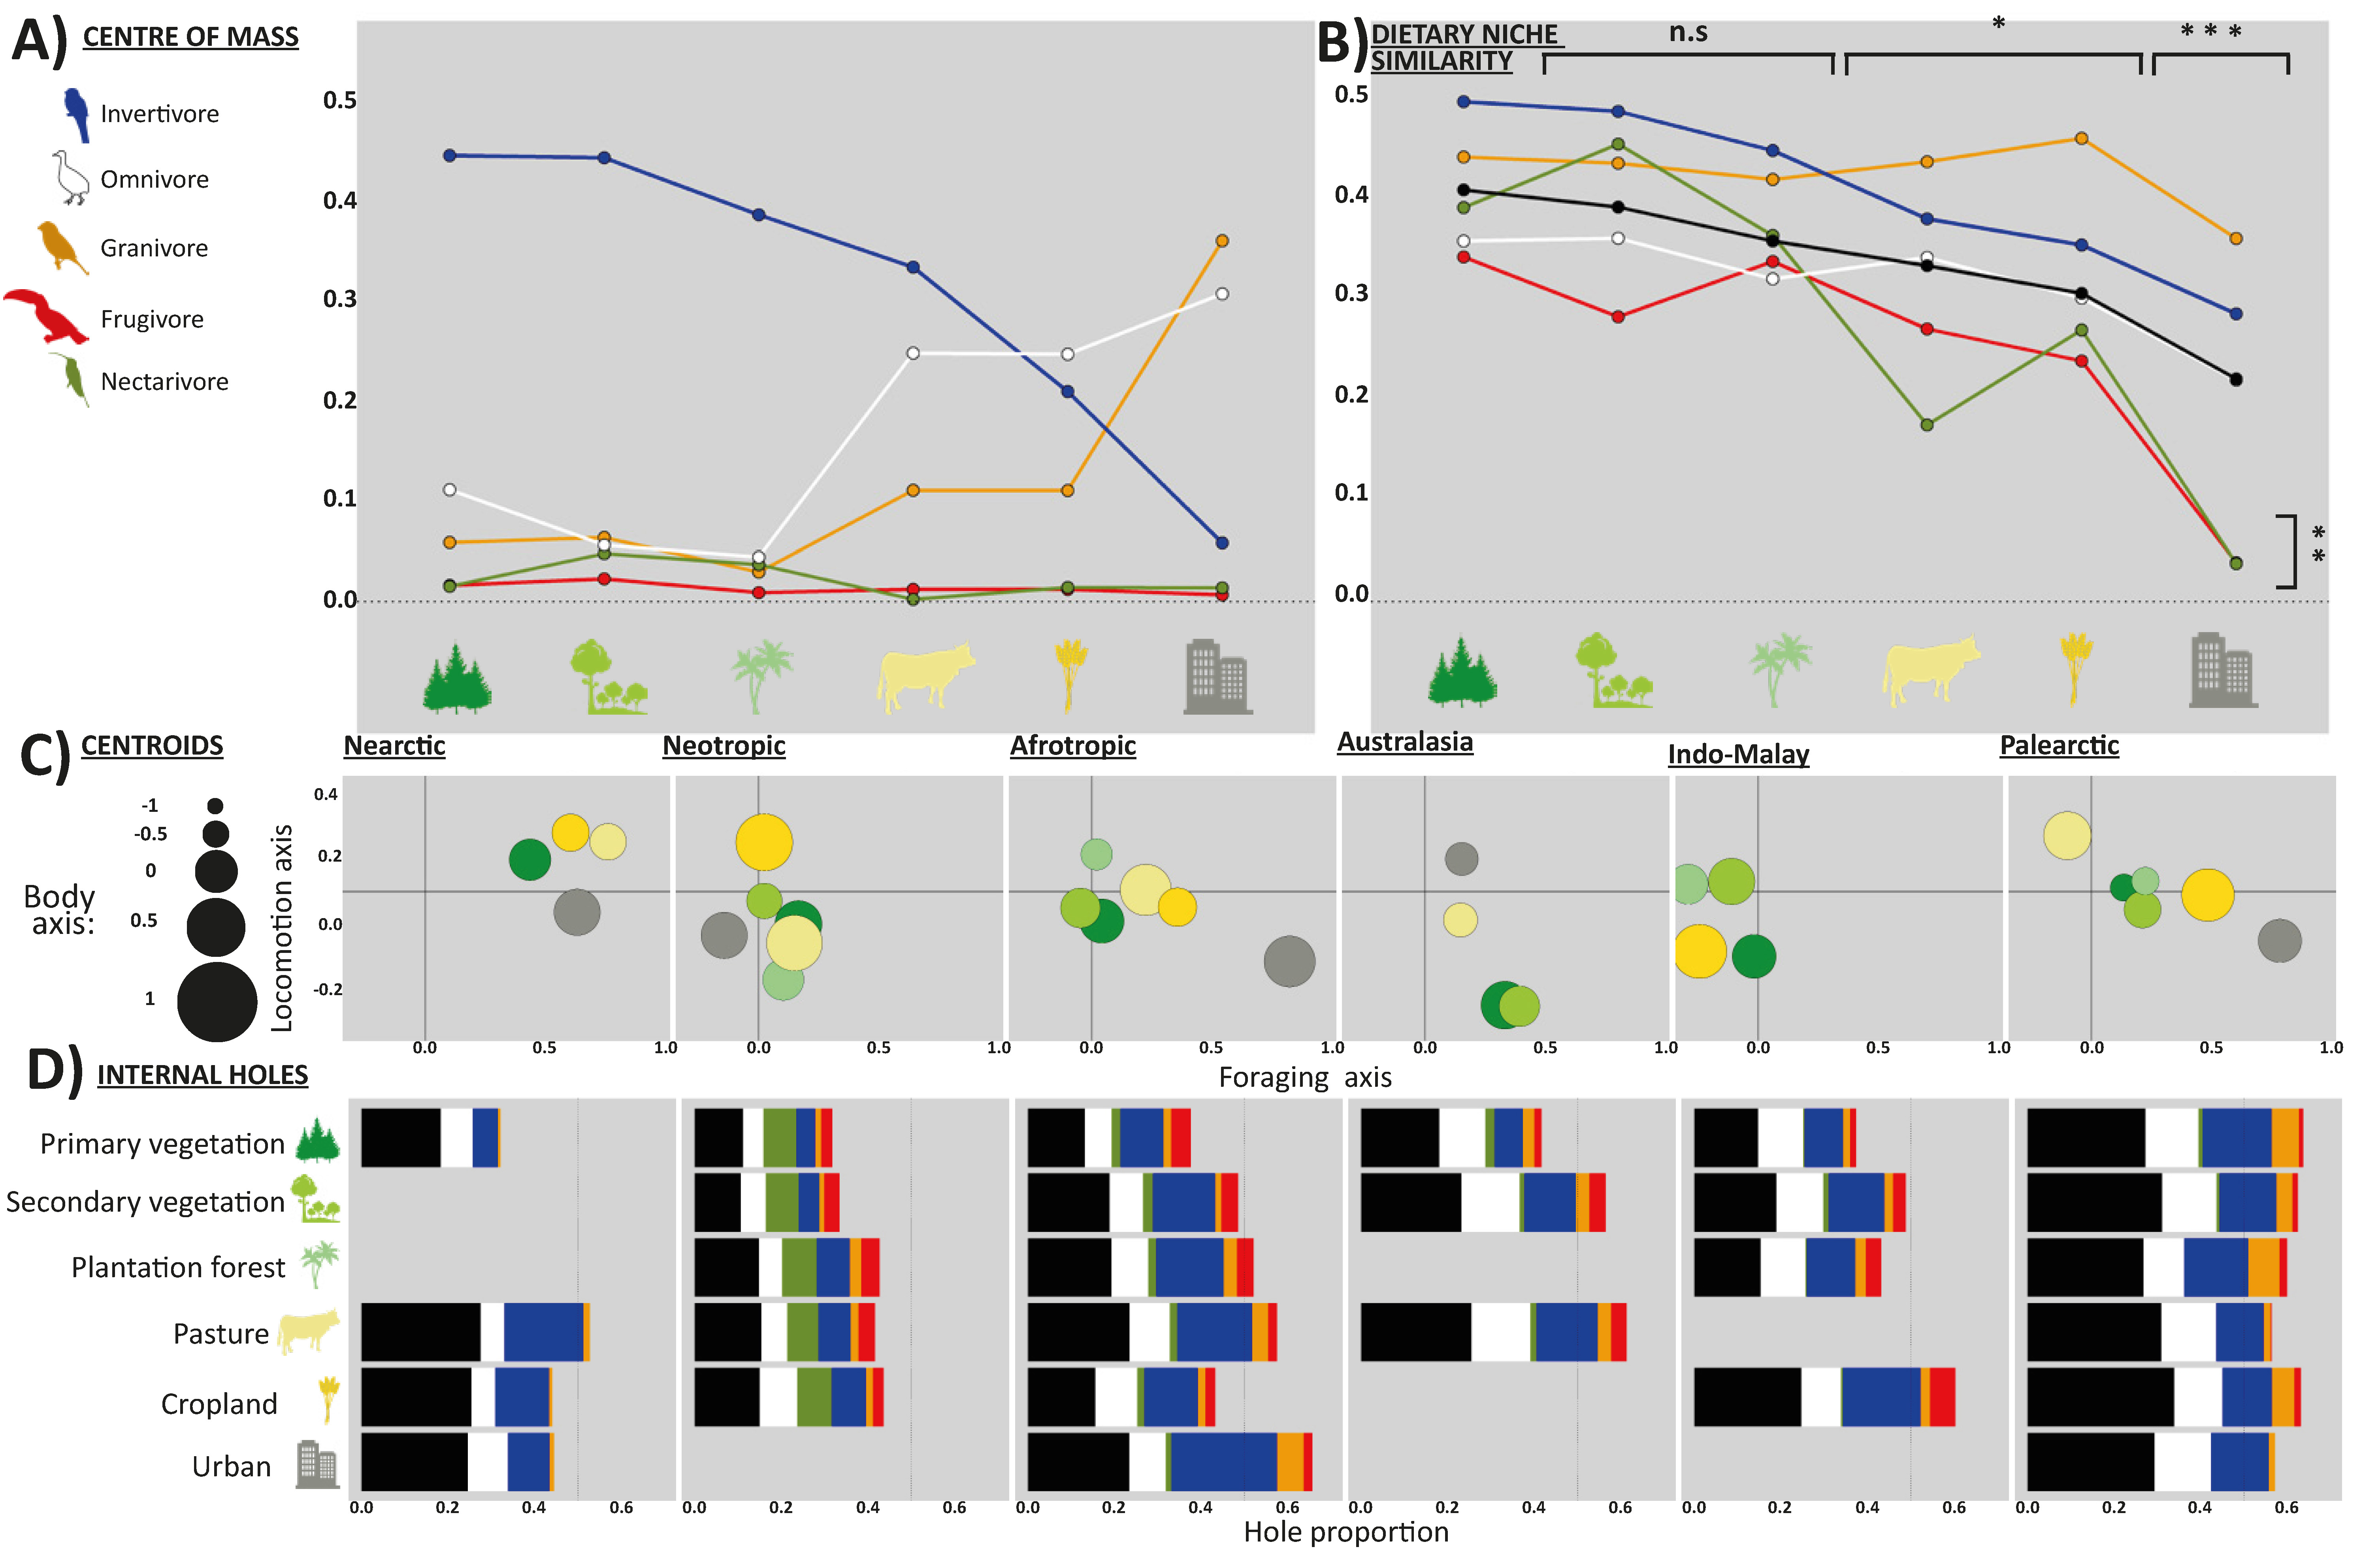 A) CENTRE OF MASS
Invertivore
Omnivore
Granivore
Frugivore
Nectarivore
0.5
0.4
0.3
0.2
0.1
0.0
B) DIETARY NICHE
SIMILARITY
n.s
*
* * *
0.5
0.4
0.3
0.2
0.1
0.0
*
*
C) CENTROIDS
Nearctic
Neotropic
Afrotropic
Australasia
Indo-Malay
Palearctic
Body
axis:
-1
-0.5
0
0.5
1
Locomotion axis
0.4
0.2
0.0
-0.2
0.0 0.5 1.0
0.0 0.5 1.0
0.0 0.5 1.0
0.0 0.5 1.0
0.0 0.5 1.0
0.0 0.5 1.0
Foraging axis
D) INTERNAL HOLES
Primary vegetation
Secondary vegetation
Plantation forest
Pasture
Cropland
Urban
0.0 0.2 0.4 0.6
0.0 0.2 0.4 0.6
0.0 0.2 0.4 0.6
0.0 0.2 0.4 0.6
0.0 0.2 0.4 0.6
0.0 0.2 0.4 0.6
Hole proportion